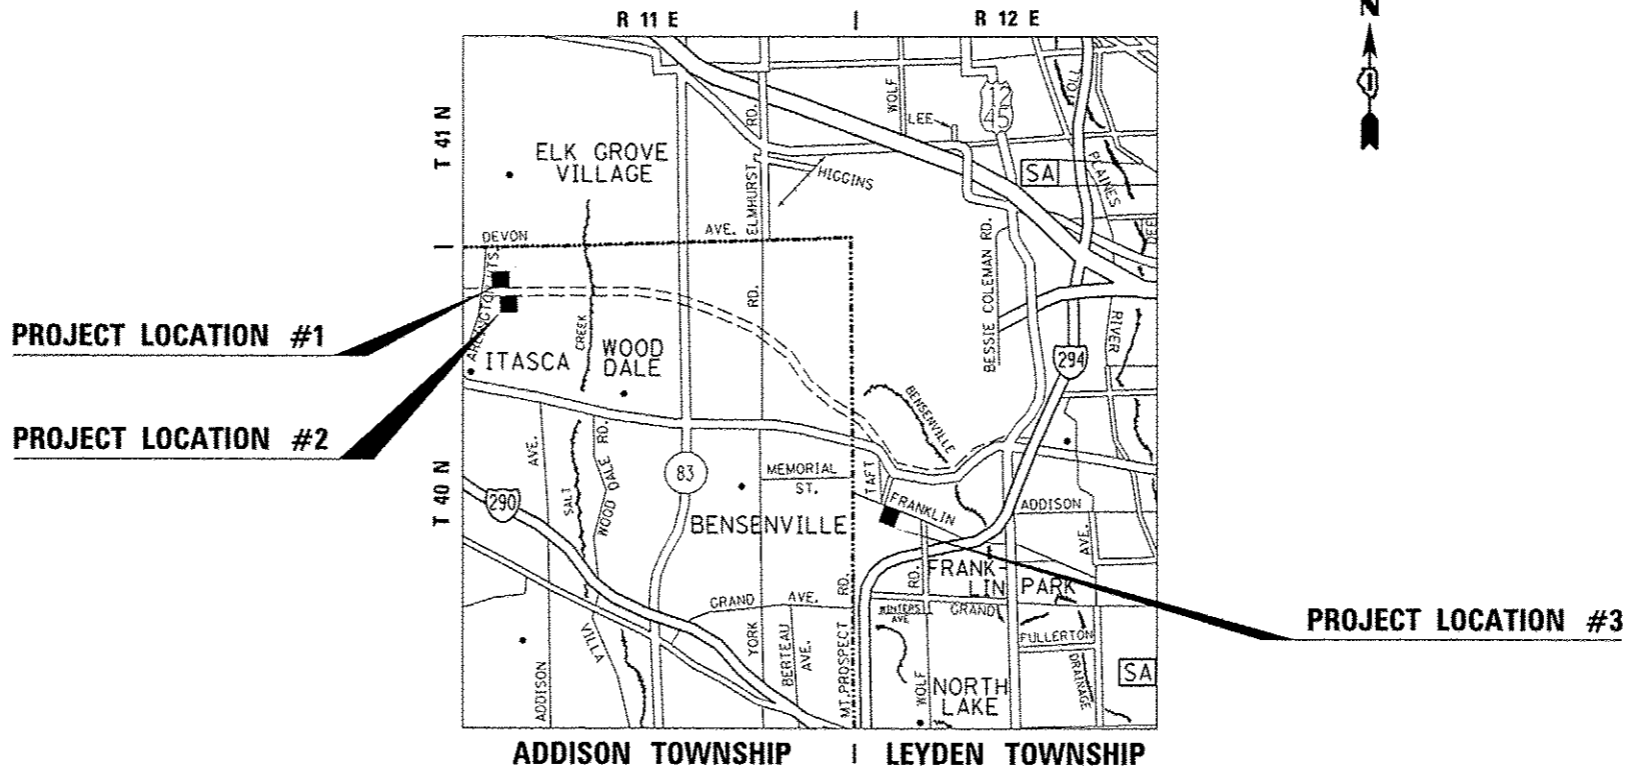 R 11 E
R 12 E
N
T 41 N
ELK GROVE
VILLAGE
ELMHURST RD.
WOLF
LEE
12
45
TOLL
HIGGINS
SA
PLAINES
DES
DEVON
AVE.
ARLINGTON HTS
RD.
BESSIE COLEMAN RD.
RIVER
PROJECT LOCATION #1
CREEK
ITASCA
WOOD
DALE
294
BENSENVILLE
PROJECT LOCATION #2
T 40 N
AVE.
SALT
WOOD DALE RD.
83
MEMORIAL
ST.
TAFT
290
FRANKLIN
ADDISON
BENSENVILLE
AVE.
FRANK-
LIN PARK
RD.
GRAND AVE.
RD.
WINTERS
AVE
GRAND
PROJECT LOCATION #3
VILLA
YORK
BERTEAU
AVE.
MT.PROSPECT
FULLERTON
DRAINAGE
SA
ADDISON
WOLF
NORTH
LAKE
ADDISON TOWNSHIP
LEYDEN TOWNSHIP